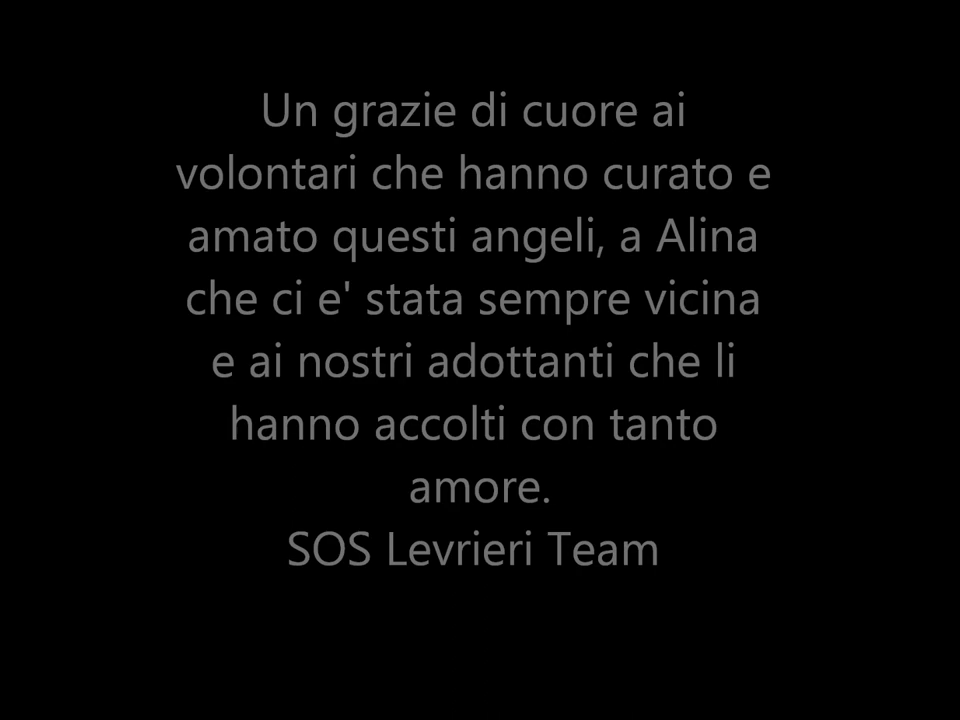 Un grazie di cuore ai
volontari che hanno curato e
amato questi angeli, a Alina
che ci e' stata sempre vicina
e ai nostri adottanti che li
hanno accolti con tanto
amore.
SOS Levrieri Team